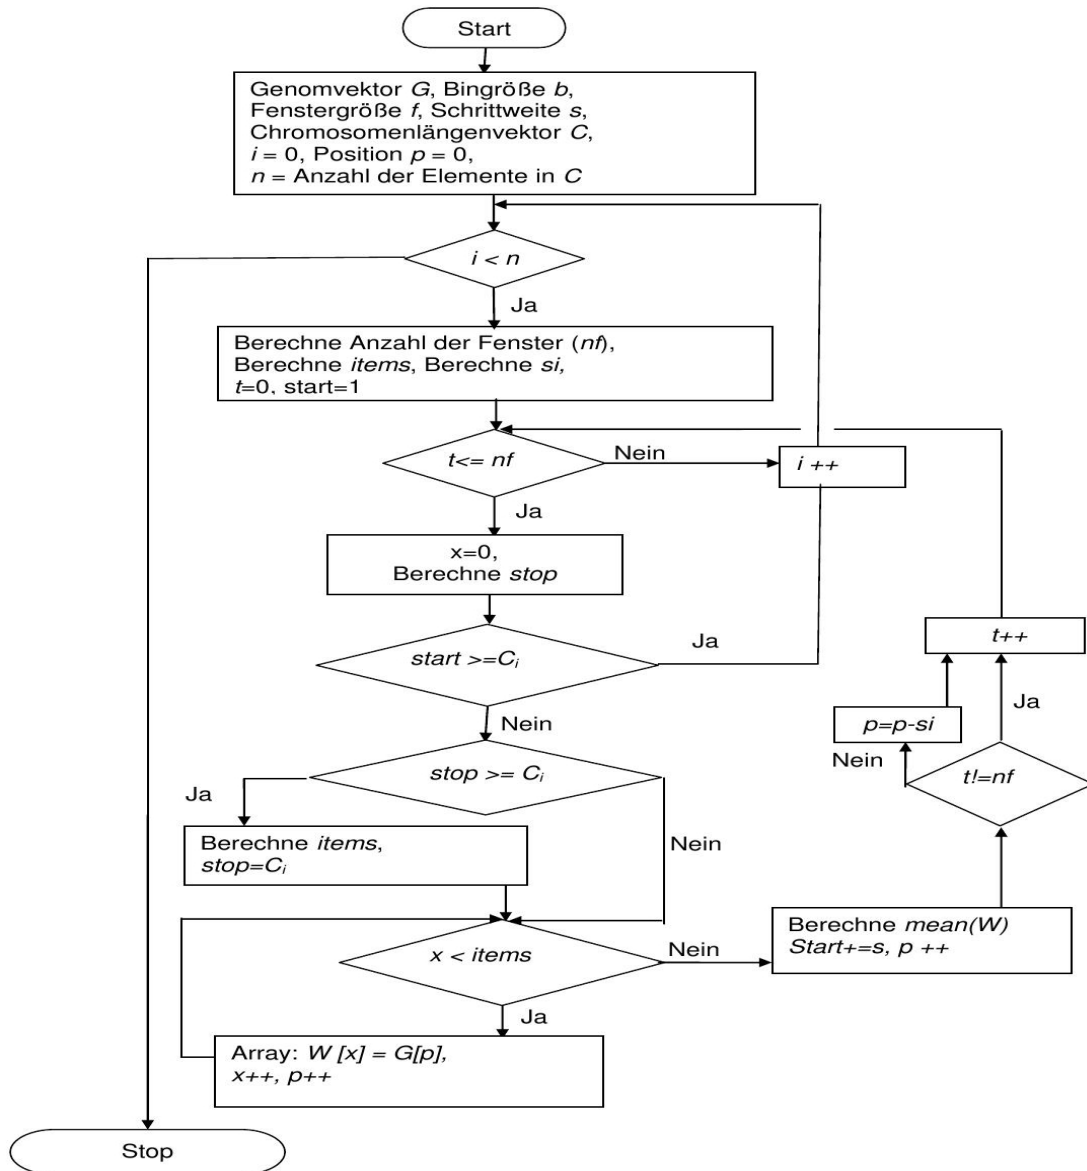 Start
Genomvektor G, Bingröße b,
Fenstergröße f, Schrittweite s,
Chromosomenlängenvektor C,
i = 0, Position p = 0,
n = Anzahl der Elemente in C
i < n
Ja
Berechne Anzahl der Fenster (nf),
Berechne items, Berechne si,
t=0, start=1
t<= nf
Nein
i ++
Ja
x=0,
Berechne stop
start >=Ci
Ja
t++
Nein
p=p-si
Ja
Nein
t!=nf
stop >= Ci
Ja
Nein
Berechne items,
stop=Ci
Berechne mean(W)
Start+=s, p ++
x < items
Nein
Ja
Array: W [x] = G[p],
x++, p++
Stop